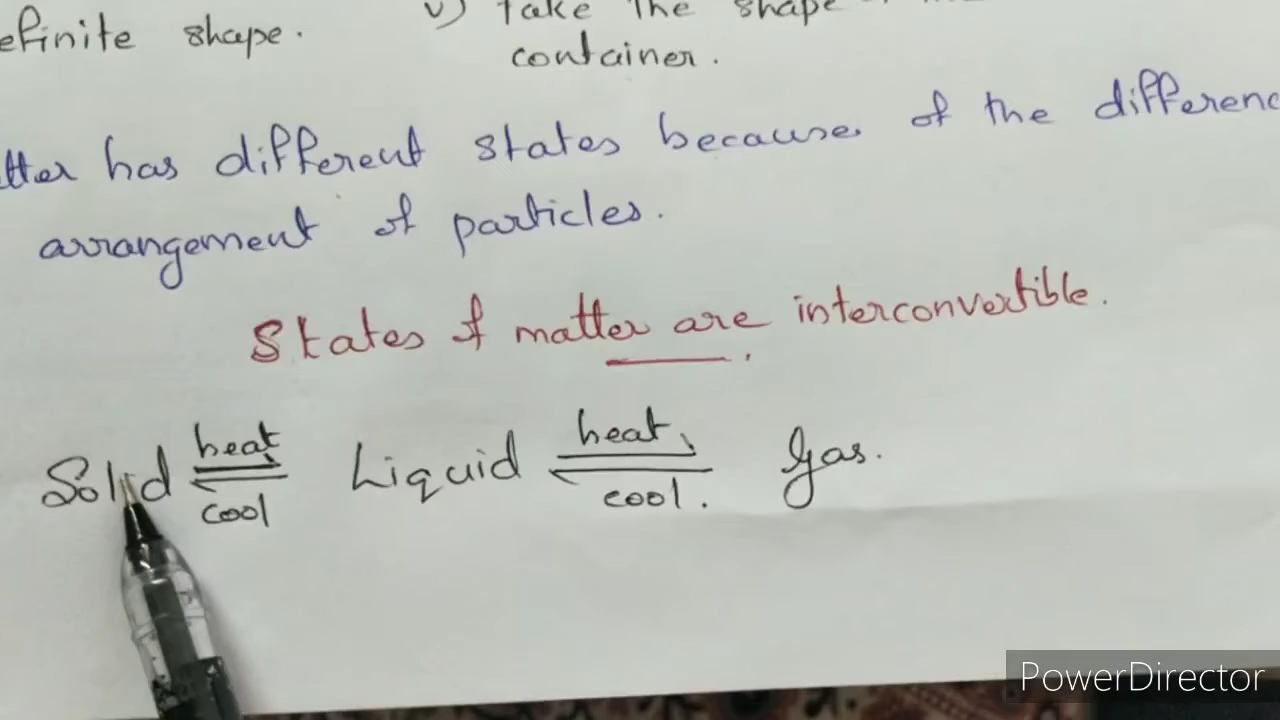 efinite shape. v) Take the shape
container.
tter has different states because of the differenc
arrangement of particles.
States of matter are interconvertible.
Solid heat cool Liquid heat cool. gas.
PowerDirector